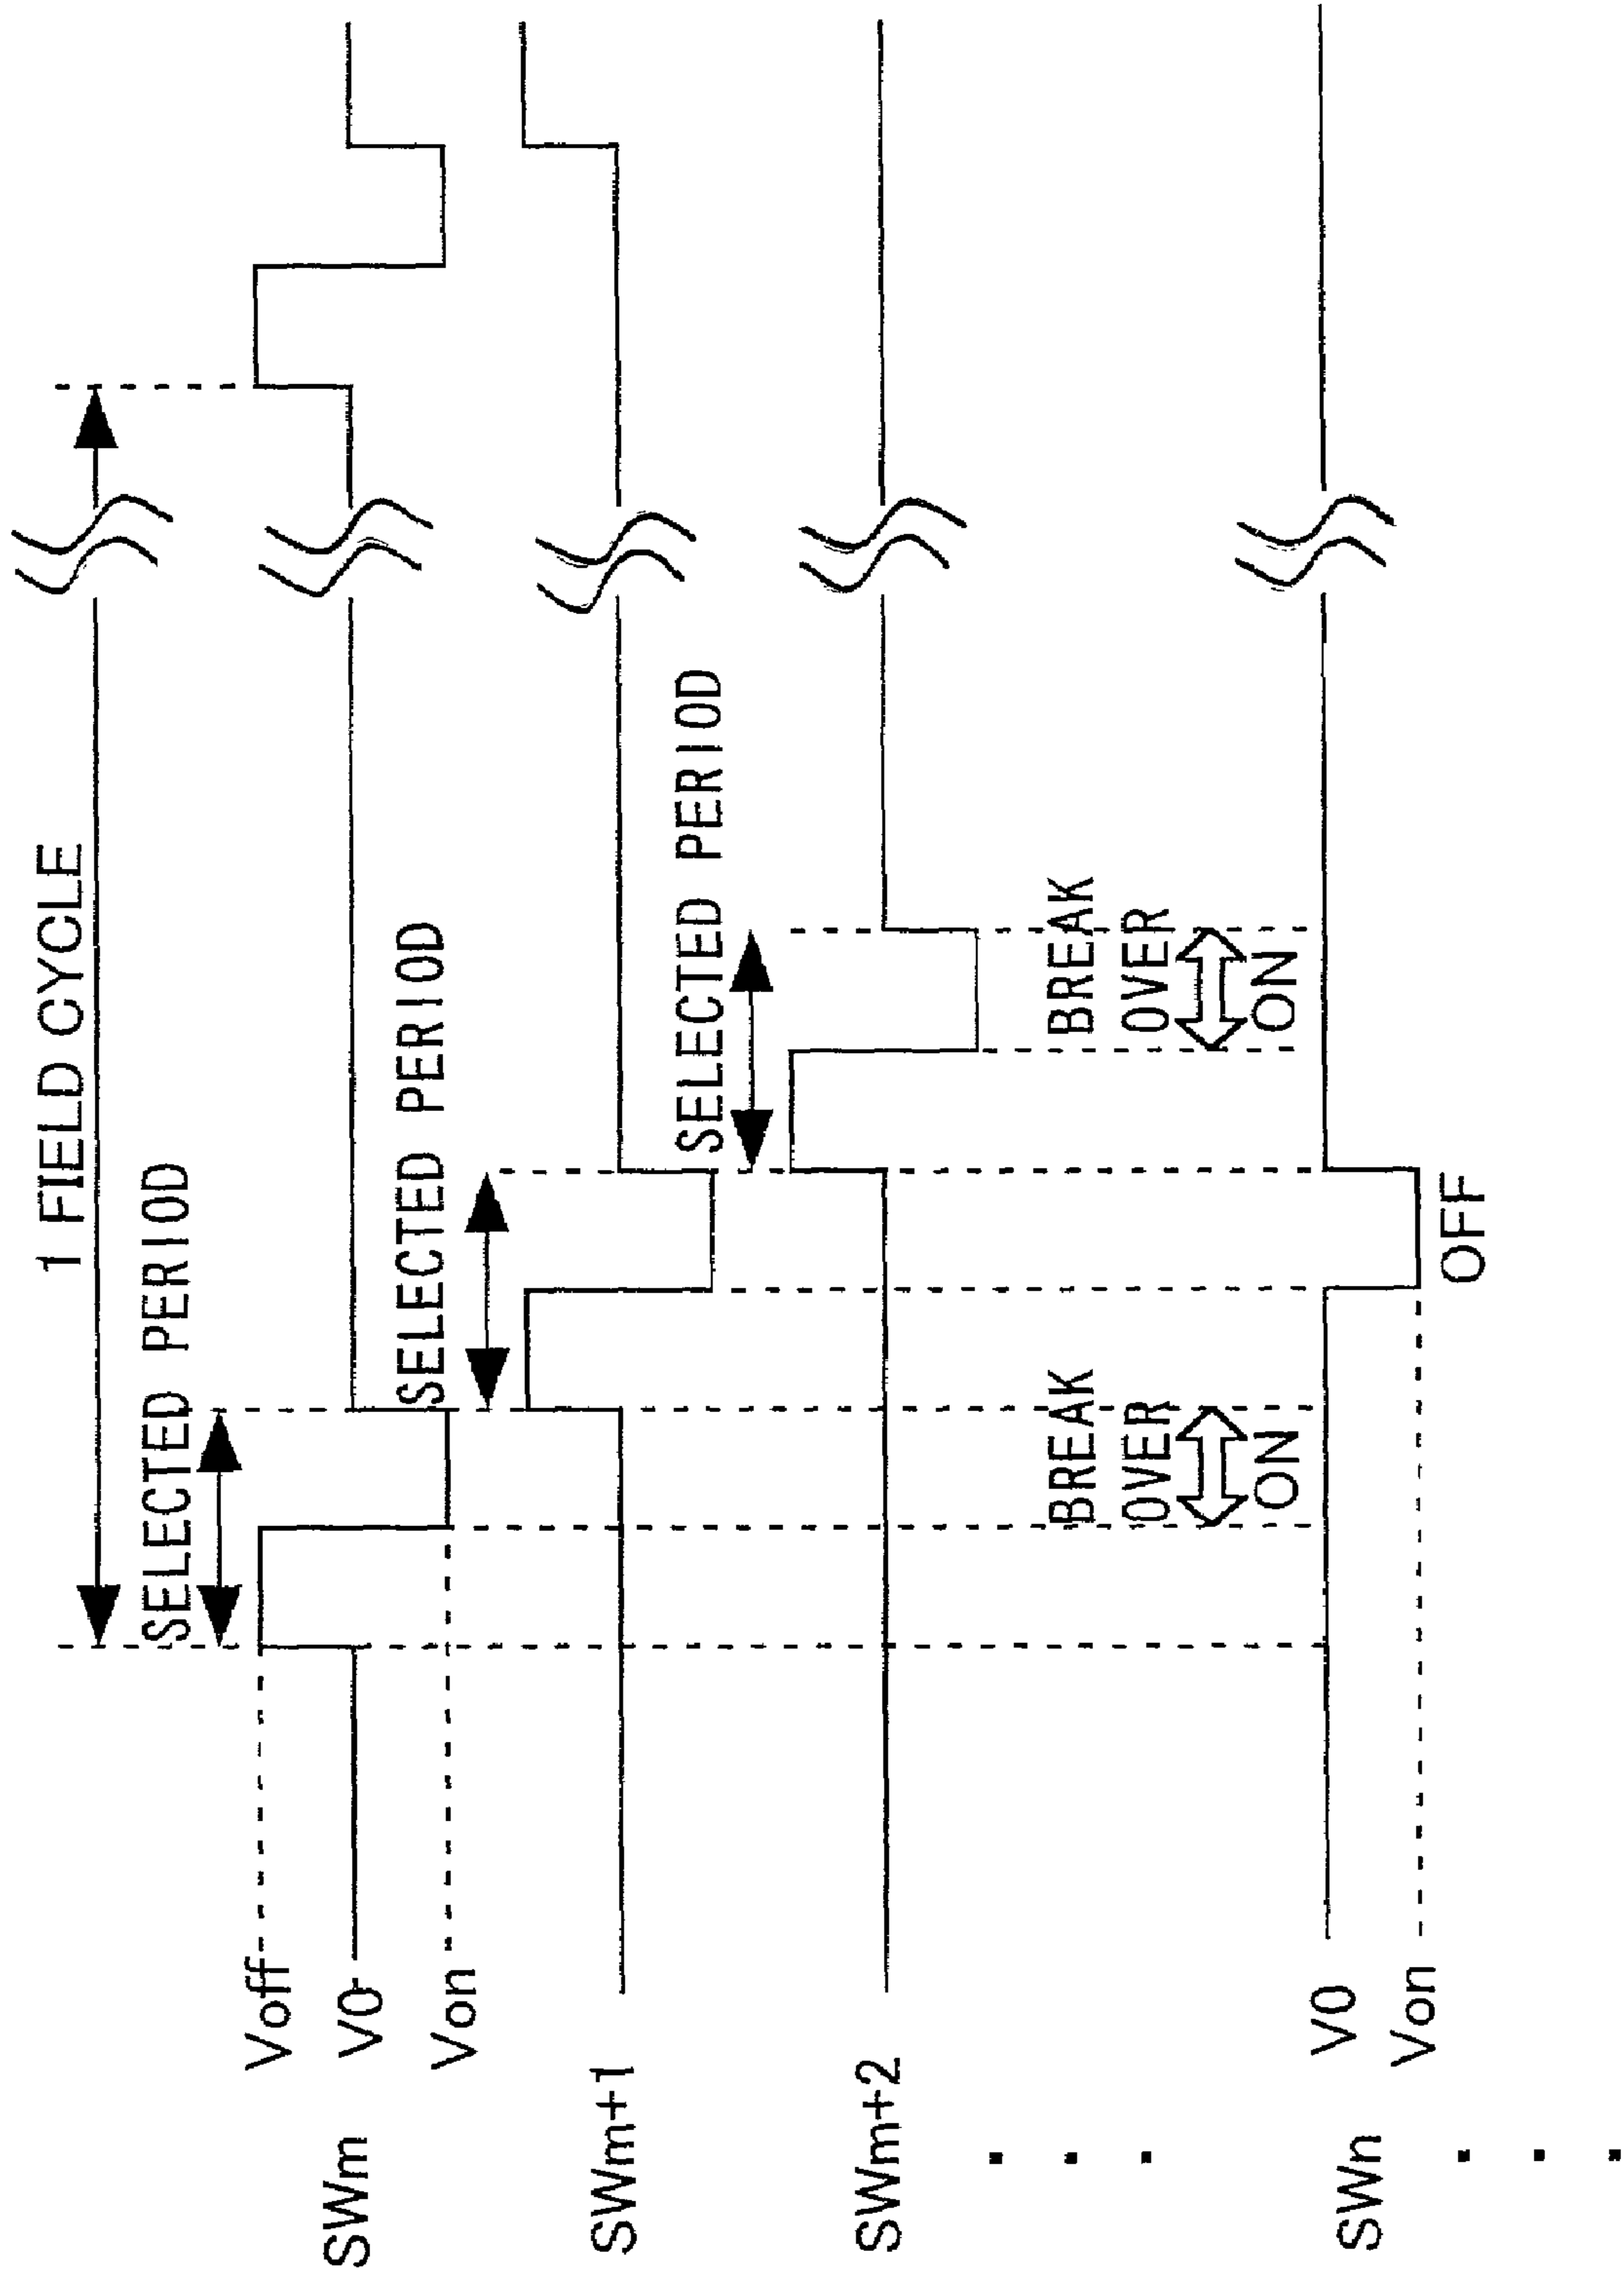 1 FIELD CYCLE
SELECTED PERIOD
Voff
SWm V0
Von
SELECTED PERIOD
SWm+1
SELECTED PERIOD
SWm+2
BREAK OVER
ON
BREAK OVER
ON
SWn V0
Von
OFF